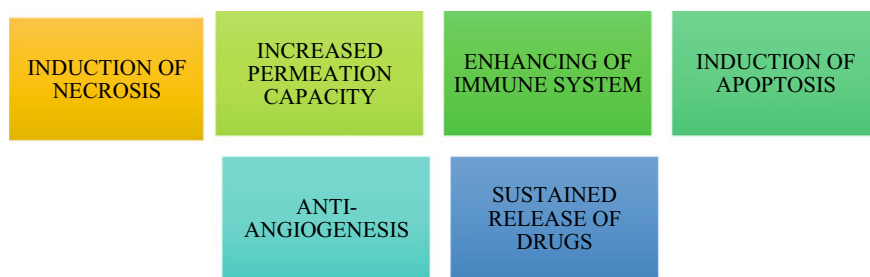 INDUCTION OF
NECROSIS
INCREASED
PERMEATION
CAPACITY
ENHANCING OF
IMMUNE SYSTEM
INDUCTION OF
APOPTOSIS
ANTI-
ANGIOGENESIS
SUSTAINED
RELEASE OF
DRUGS